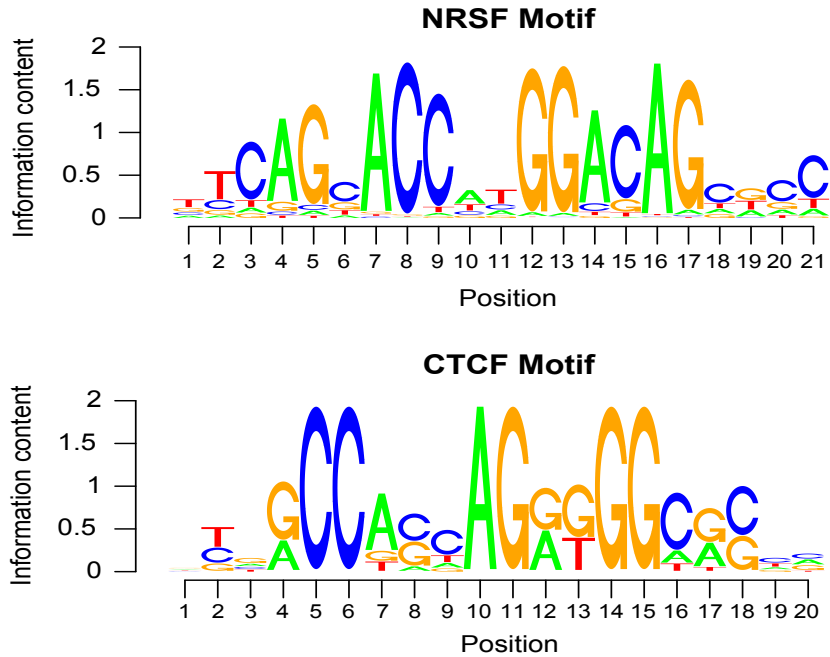 NRSF Motif
Information content
2
1.5
1
0.5
0
T T C A G C A C C A T G G A C A G C G C C
1 2 3 4 5 6 7 8 9 10 11 12 13 14 15 16 17 18 19 20 21
Position
CTCF Motif
Information content
2
1.5
1
0.5
0
T G C C A C C A G G G G G C G C
1 2 3 4 5 6 7 8 9 10 11 12 13 14 15 16 17 18 19 20
Position